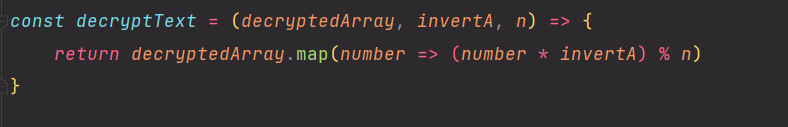 const decryptText = (decryptedArray, invertA, n) => {
    return decryptedArray.map(number => (number * invertA) % n)
}